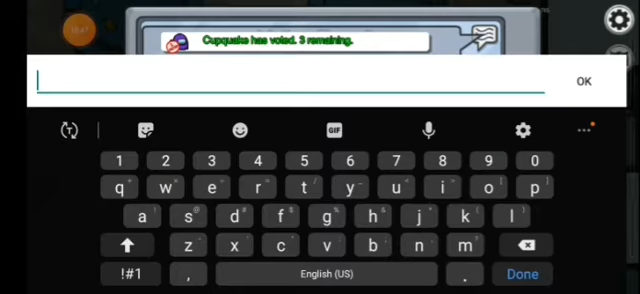 Cupquake has voted. 3 remaining.
OK
GIF
1 2 3 4 5 6 7 8 9 0
q w e r t y u i o p
a s d f g h j k l
z x c v b n m
!#1 , English (US) . Done